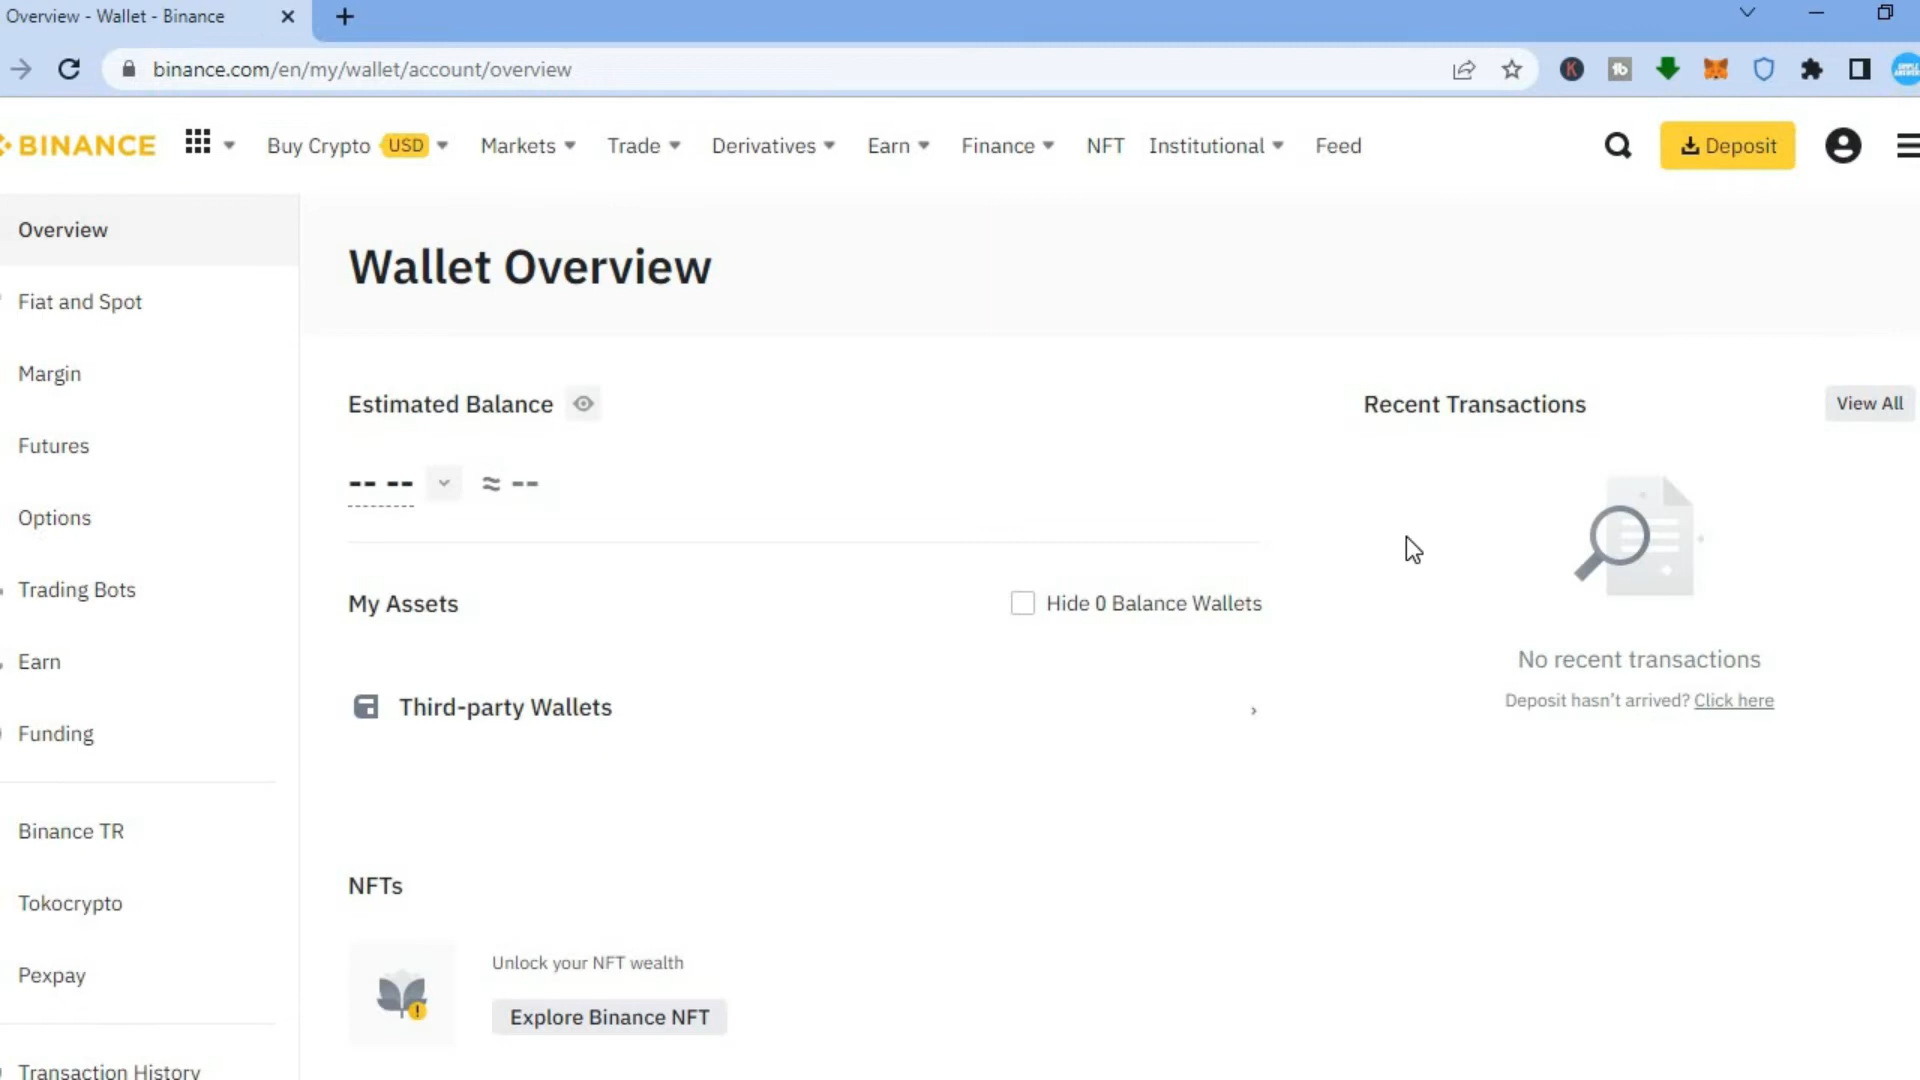 Overview - Wallet - Binance
binance.com/en/my/wallet/account/overview
BINANCE
Buy Crypto USD
Markets
Trade
Derivatives
Earn
Finance
NFT
Institutional
Feed
Deposit
Overview
Fiat and Spot
Margin
Futures
Options
Trading Bots
Earn
Funding
Binance TR
Tokocrypto
Pexpay
Transaction History
Wallet Overview
Estimated Balance
-- --
≈ --
My Assets
Hide 0 Balance Wallets
Third-party Wallets
NFTs
Unlock your NFT wealth
Explore Binance NFT
Recent Transactions
View All
No recent transactions
Deposit hasn't arrived? Click here